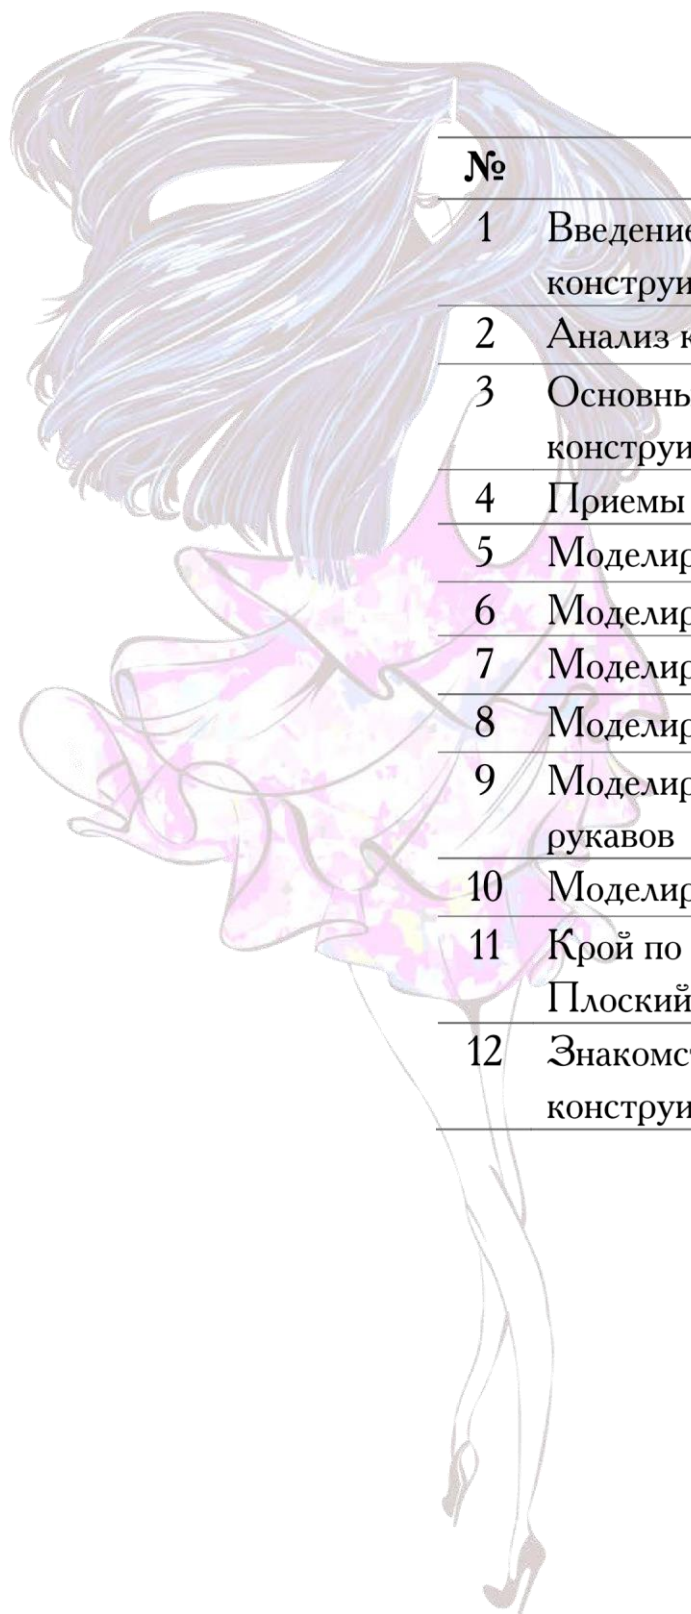 №
1 Введение
конструи
2 Анализ к
3 Основны
конструи
4 Приемы
5 Моделир
6 Моделир
7 Моделир
8 Моделир
9 Моделир
рукавов
10 Моделир
11 Крой по
Плоский
12 Знакомст
конструи